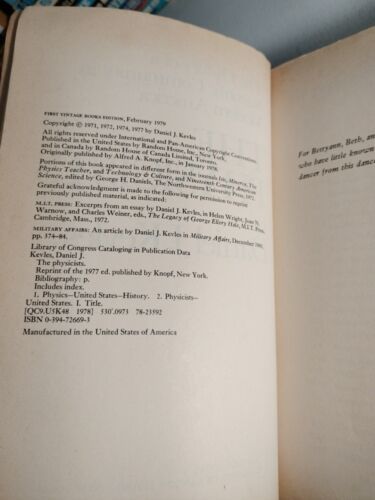 FIRST VINTAGE BOOKS EDITION, February 1979
Copyright © 1971, 1972, 1974, 1977 by Daniel J. Kevles
All rights reserved under International and Pan-American Copyright Conventions.
Published in the United States by Random House, Inc., New York,
and in Canada by Random House of Canada Limited, Toronto.
Originally published by Alfred A. Knopf, Inc., in January 1978.
Portions of this book appeared in different form in the journals Isis, Minerva, The
Physics Teacher, and Technology & Culture, and Nineteenth-Century American
Science, edited by George H. Daniels, The Northwestern University Press, 1972.
Grateful acknowledgment is made to the following for permission to reprint
previously published material, as indicated:
M.I.T. PRESS: Excerpts from an essay by Daniel J. Kevles, in Helen Wright, Joan N.
Warnow, and Charles Weiner, eds., The Legacy of George Ellery Hale, M.I.T. Press,
Cambridge, Mass., 1972.
MILITARY AFFAIRS: An article by Daniel J. Kevles in Military Affairs, December 1969,
pp. 374–84.
Library of Congress Cataloging in Publication Data
Kevles, Daniel J.
The physicists.
Reprint of the 1977 ed. published by Knopf, New York.
Bibliography: p.
Includes index.
1. Physics—United States—History. 2. Physicists—
United States. I. Title.
[QC9.U5K48 1978] 530'.0973 78-23592
ISBN 0-394-72669-3
Manufactured in the United States of America
For Bettyann, Beth, an
who have little known
dancer from this dance